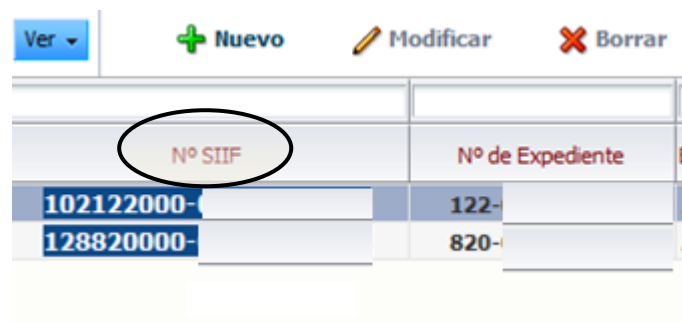 Ver Nuevo Modificar Borrar
Nº SIIF Nº de Expediente
102122000- 122-
128820000- 820-